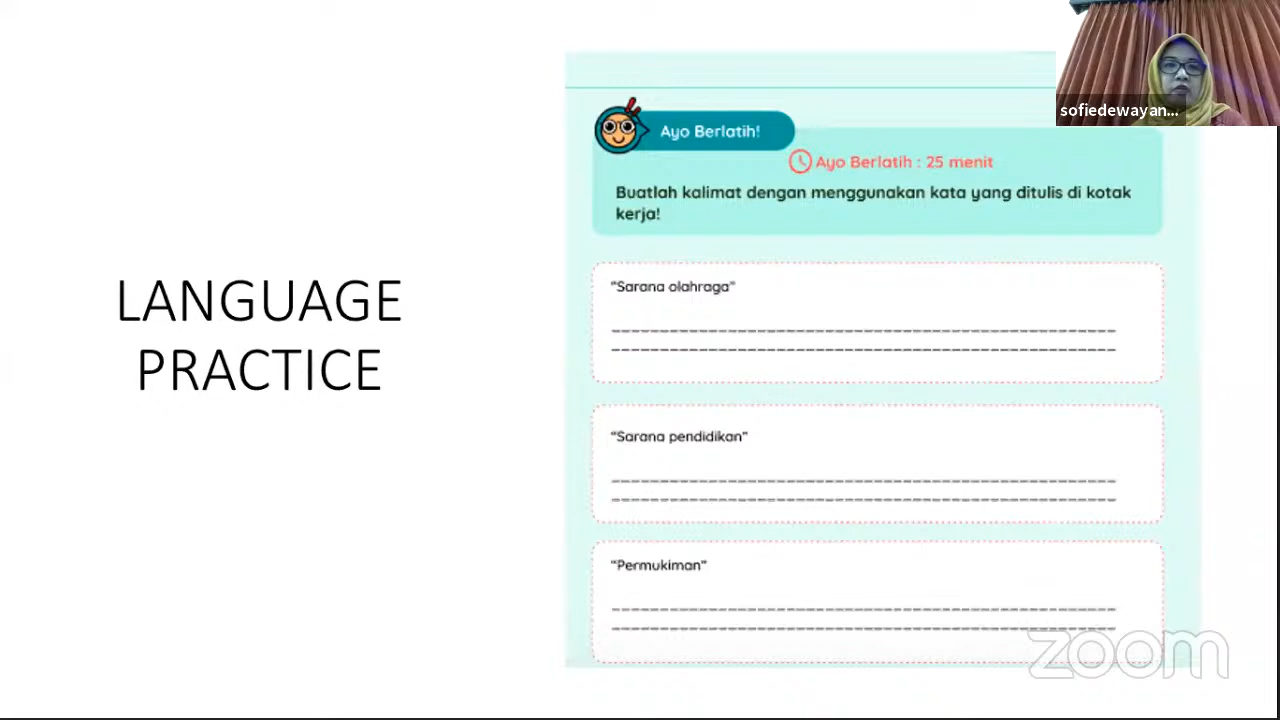 LANGUAGE
PRACTICE
sofiedewayan...
Ayo Berlatih!
Ayo Berlatih : 25 menit
Buatlah kalimat dengan menggunakan kata yang ditulis di kotak
kerja!
"Sarana olahraga"
"Sarana pendidikan"
"Permukiman"
zoom